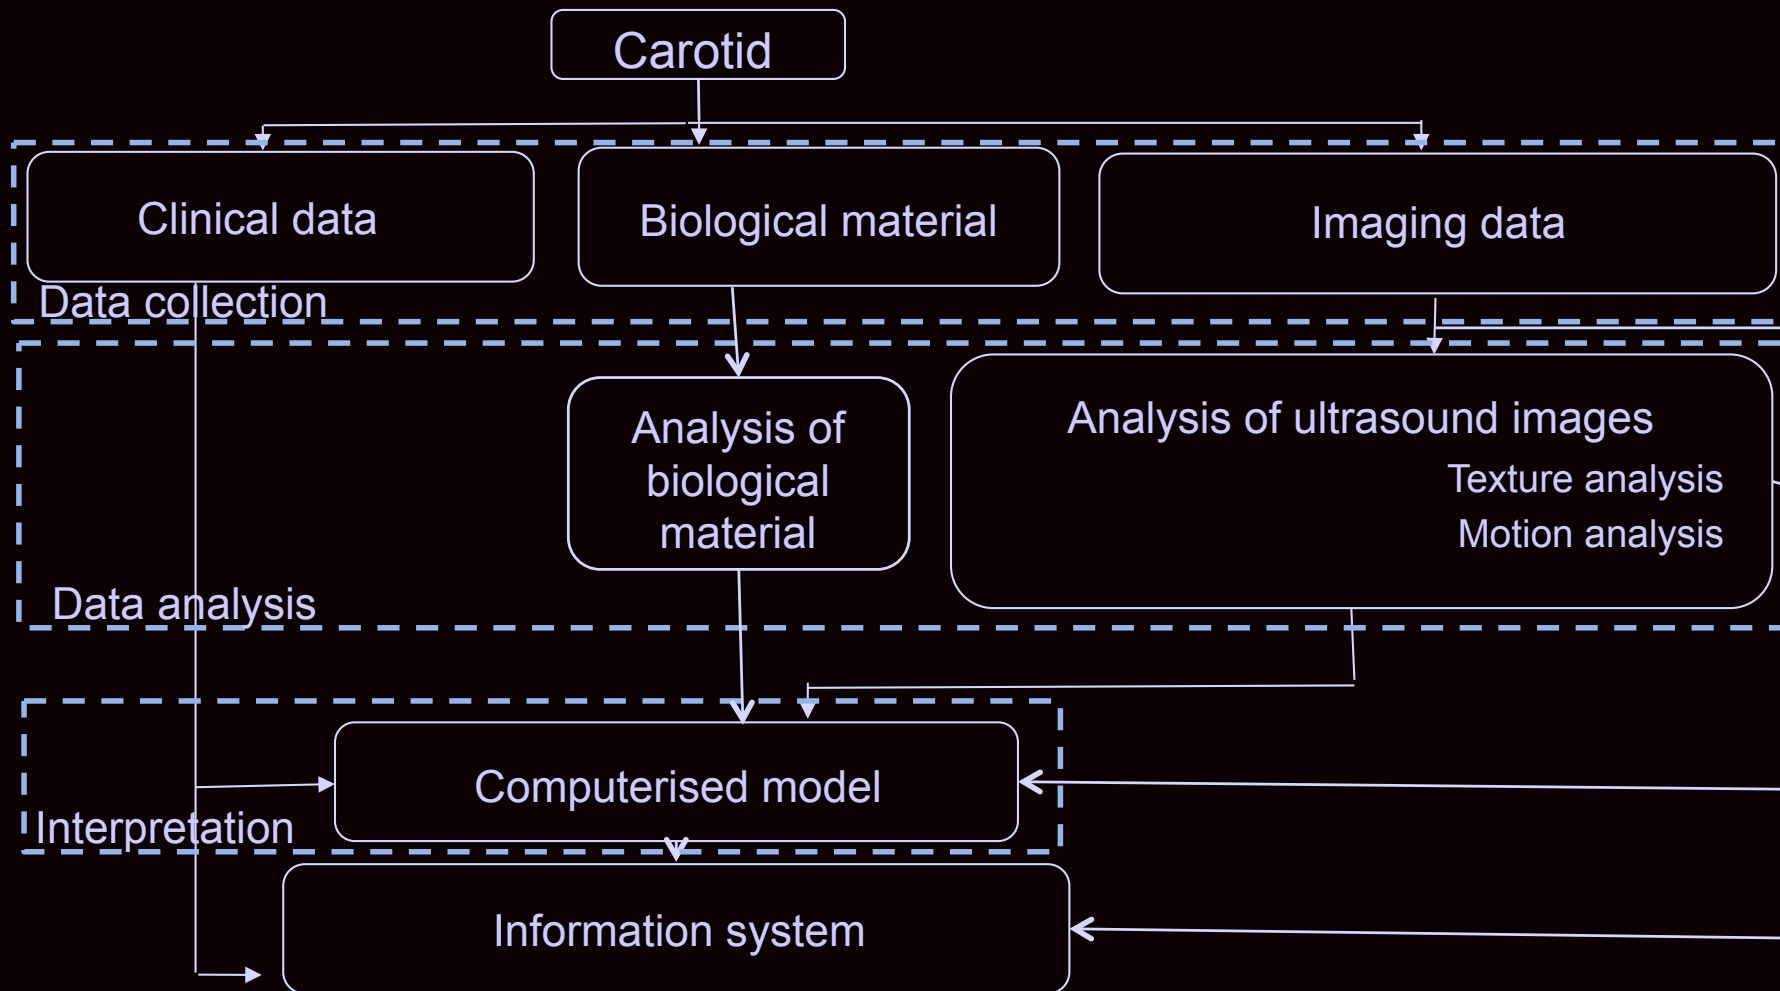 Carotid
Clinical data
Biological material
Imaging data
Data collection
Analysis of
biological
material
Analysis of ultrasound images
Texture analysis
Motion analysis
Data analysis
Computerised model
Interpretation
Information system